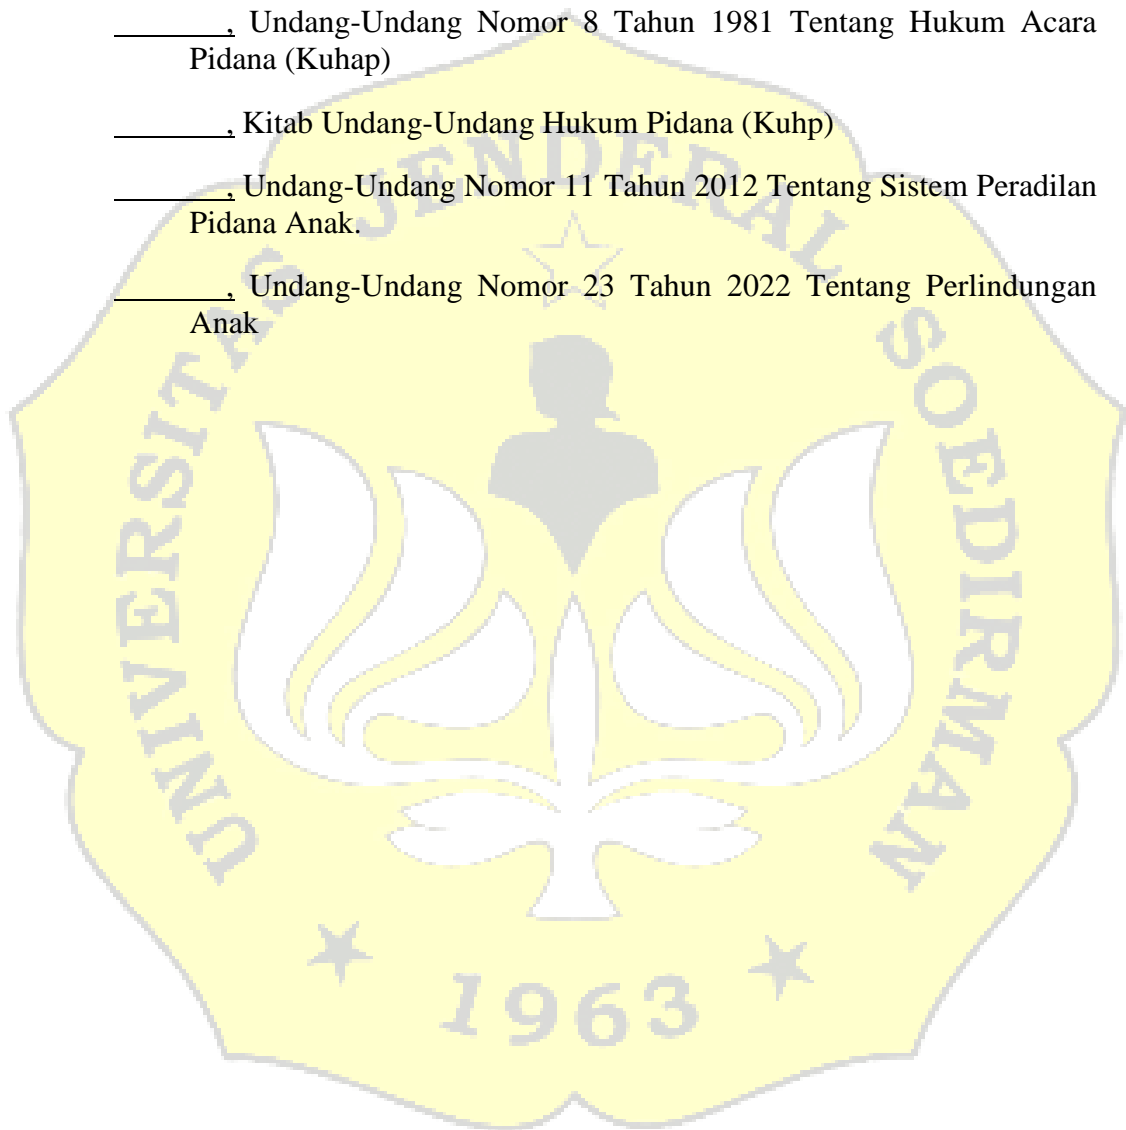 ________, Undang-Undang Nomor 8 Tahun 1981 Tentang Hukum Acara
Pidana (Kuhap)
________, Kitab Undang-Undang Hukum Pidana (Kuhp)
________, Undang-Undang Nomor 11 Tahun 2012 Tentang Sistem Peradilan
Pidana Anak.
________, Undang-Undang Nomor 23 Tahun 2022 Tentang Perlindungan
Anak
UNIVERSITAS JENDERAL SOEDIRMAN
1963